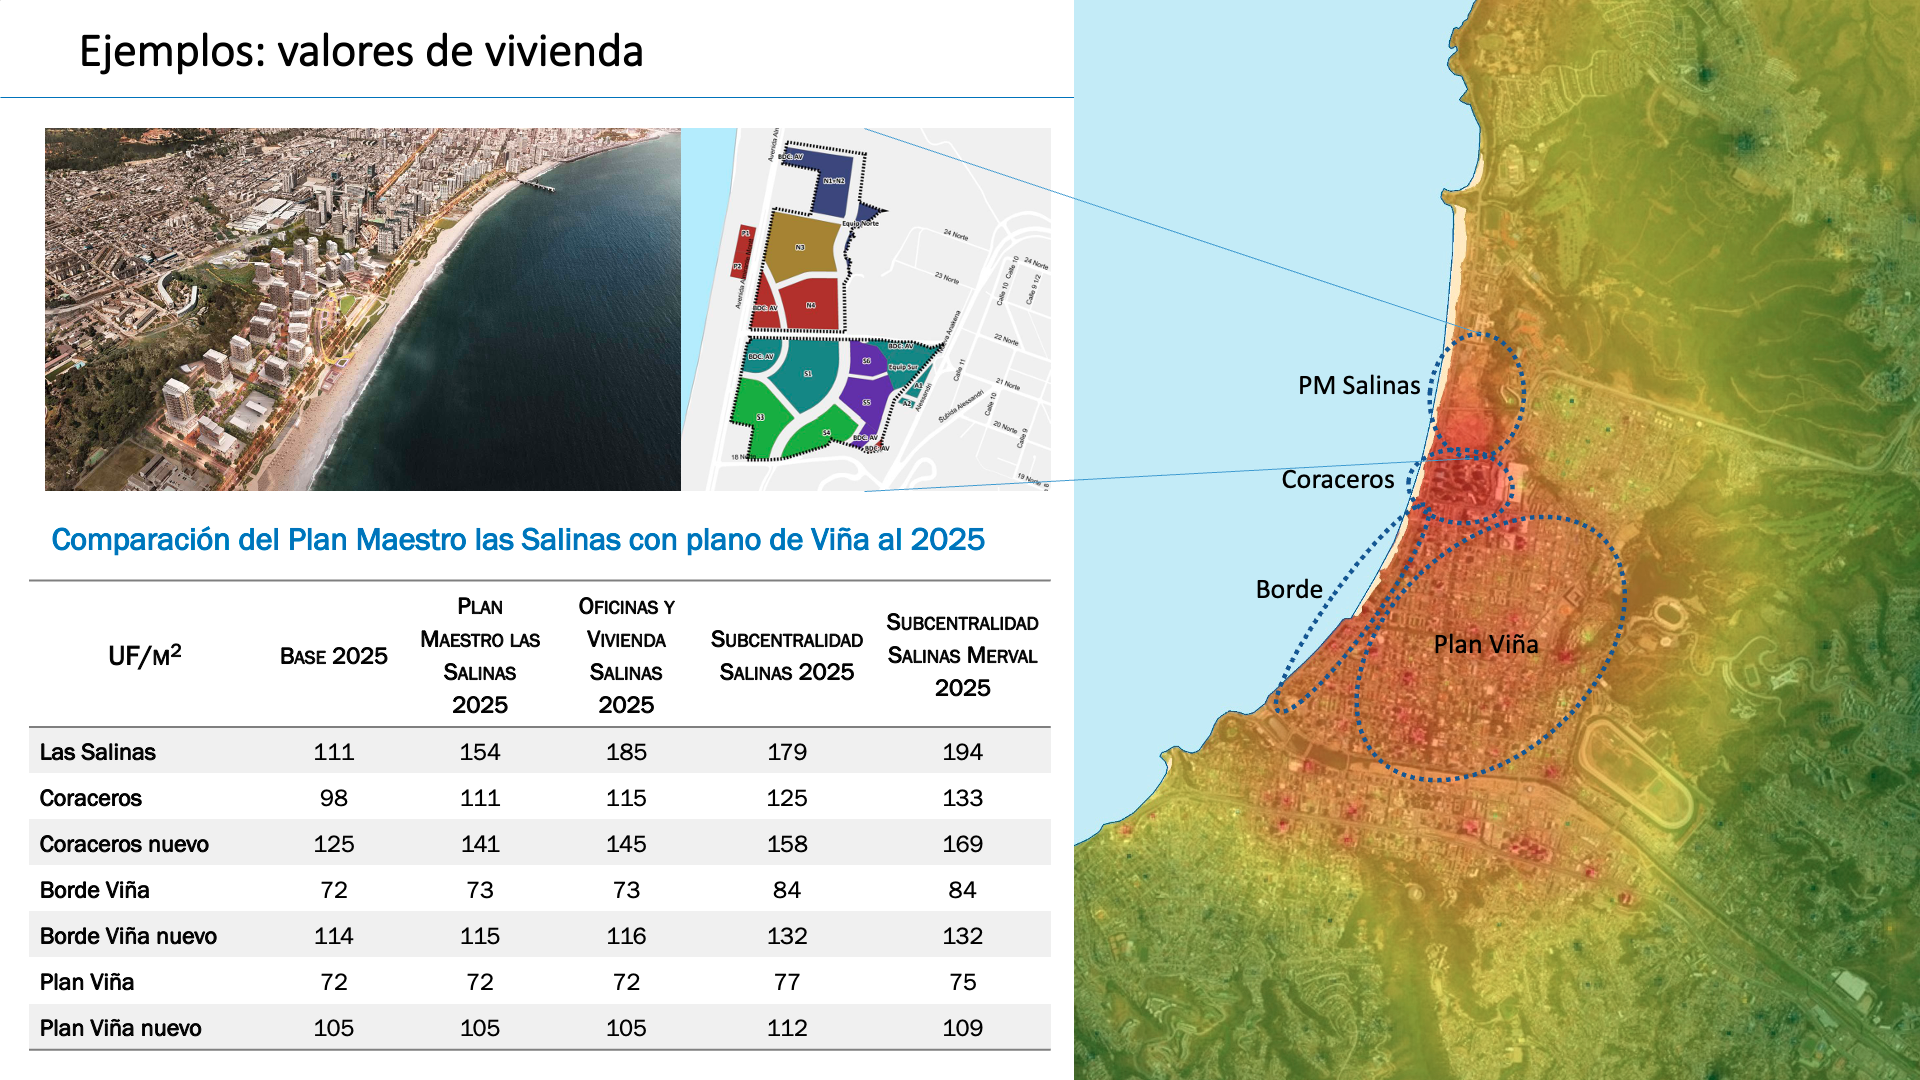 Ejemplos: valores de vivienda
BDC: AV
N1+N2
Equip Norte
N3
P1
P2
BDC: AV
N4
24 Norte
23 Norte
24 Norte
Calle 10
Calle 10
Calle 9 1/2
22 Norte
Calle 11
21 Norte
Subida Alessandri
Calle 10
20 Norte
Calle 9
19 Norte
18 N
Alessandri
BDC: AV
S1
S6
BDC: AV
Equip Sur
A1
S5
S3
S4
BDC: AV
BDC: AV
PM Salinas
Coraceros
Borde
Plan Viña
Comparación del Plan Maestro las Salinas con plano de Viña al 2025
UF/M² BASE 2025 PLAN MAESTRO LAS SALINAS 2025 OFICINAS Y VIVIENDA SALINAS 2025 SUBCENTRALIDAD SALINAS 2025 SUBCENTRALIDAD SALINAS MERVAL 2025
Las Salinas 111 154 185 179 194
Coraceros 98 111 115 125 133
Coraceros nuevo 125 141 145 158 169
Borde Viña 72 73 73 84 84
Borde Viña nuevo 114 115 116 132 132
Plan Viña 72 72 72 77 75
Plan Viña nuevo 105 105 105 112 109